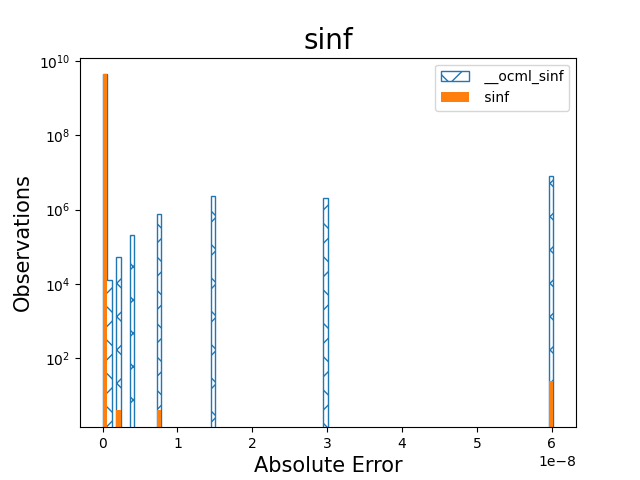 sinf
10^10
10^8
10^6
10^4
10^2
Observations
__ocml_sinf
sinf
0 1 2 3 4 5 6
1e−8
Absolute Error